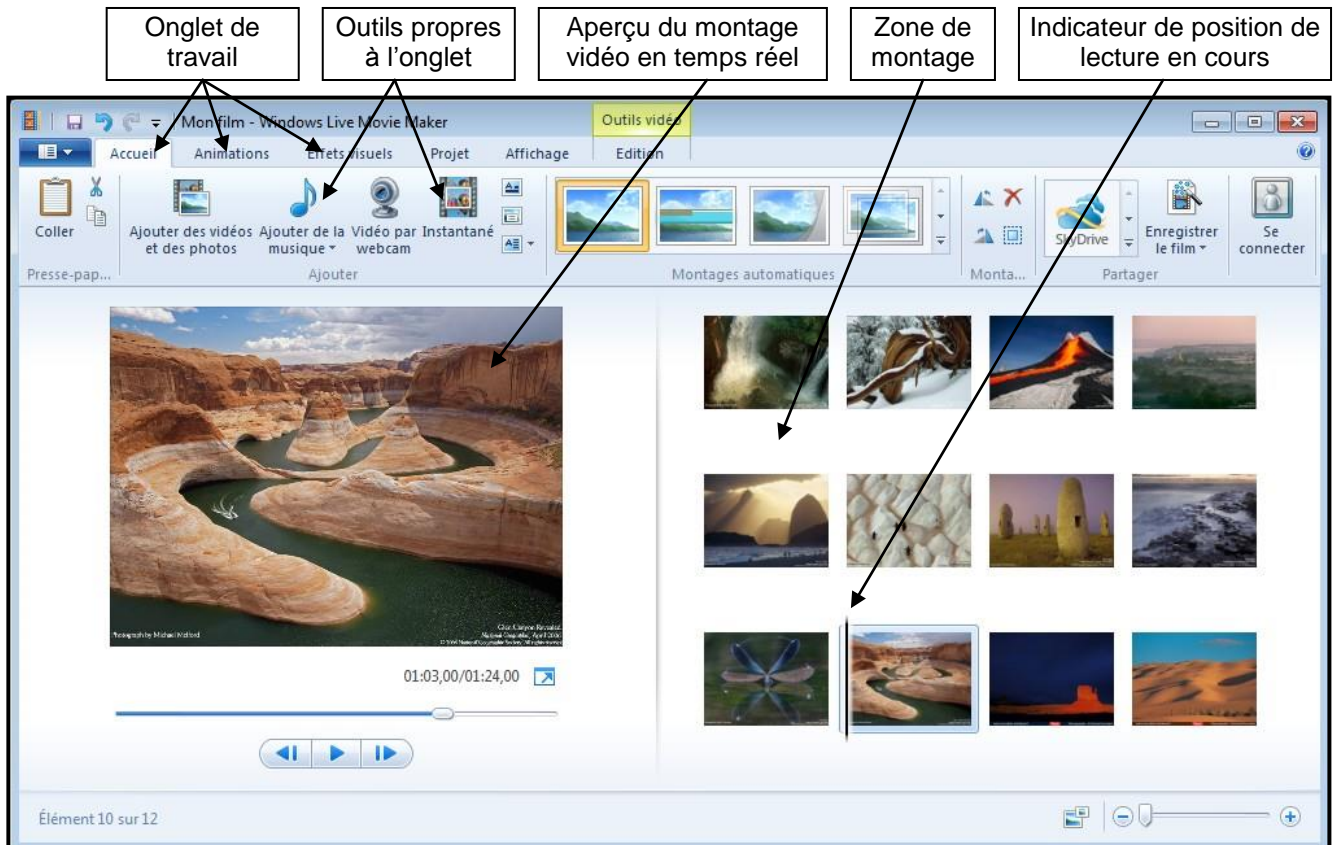 Onglet de
travail
Outils propres
à l'onglet
Aperçu du montage
vidéo en temps réel
Zone de
montage
Indicateur de position de
lecture en cours
Mon film - Windows Live Movie Maker
Outils vidéo
Accueil Animations Effets visuels Projet Affichage Edition
Coller
Ajouter des vidéos
et des photos
Ajouter de la
musique
Vidéo par
webcam
Instantané
SkyDrive
Enregistrer
le film
Se
connecter
Presse-pap... Ajouter Montages automatiques Monta... Partager
Photograph by Michael Melford
01:03,00/01:24,00
Élément 10 sur 12